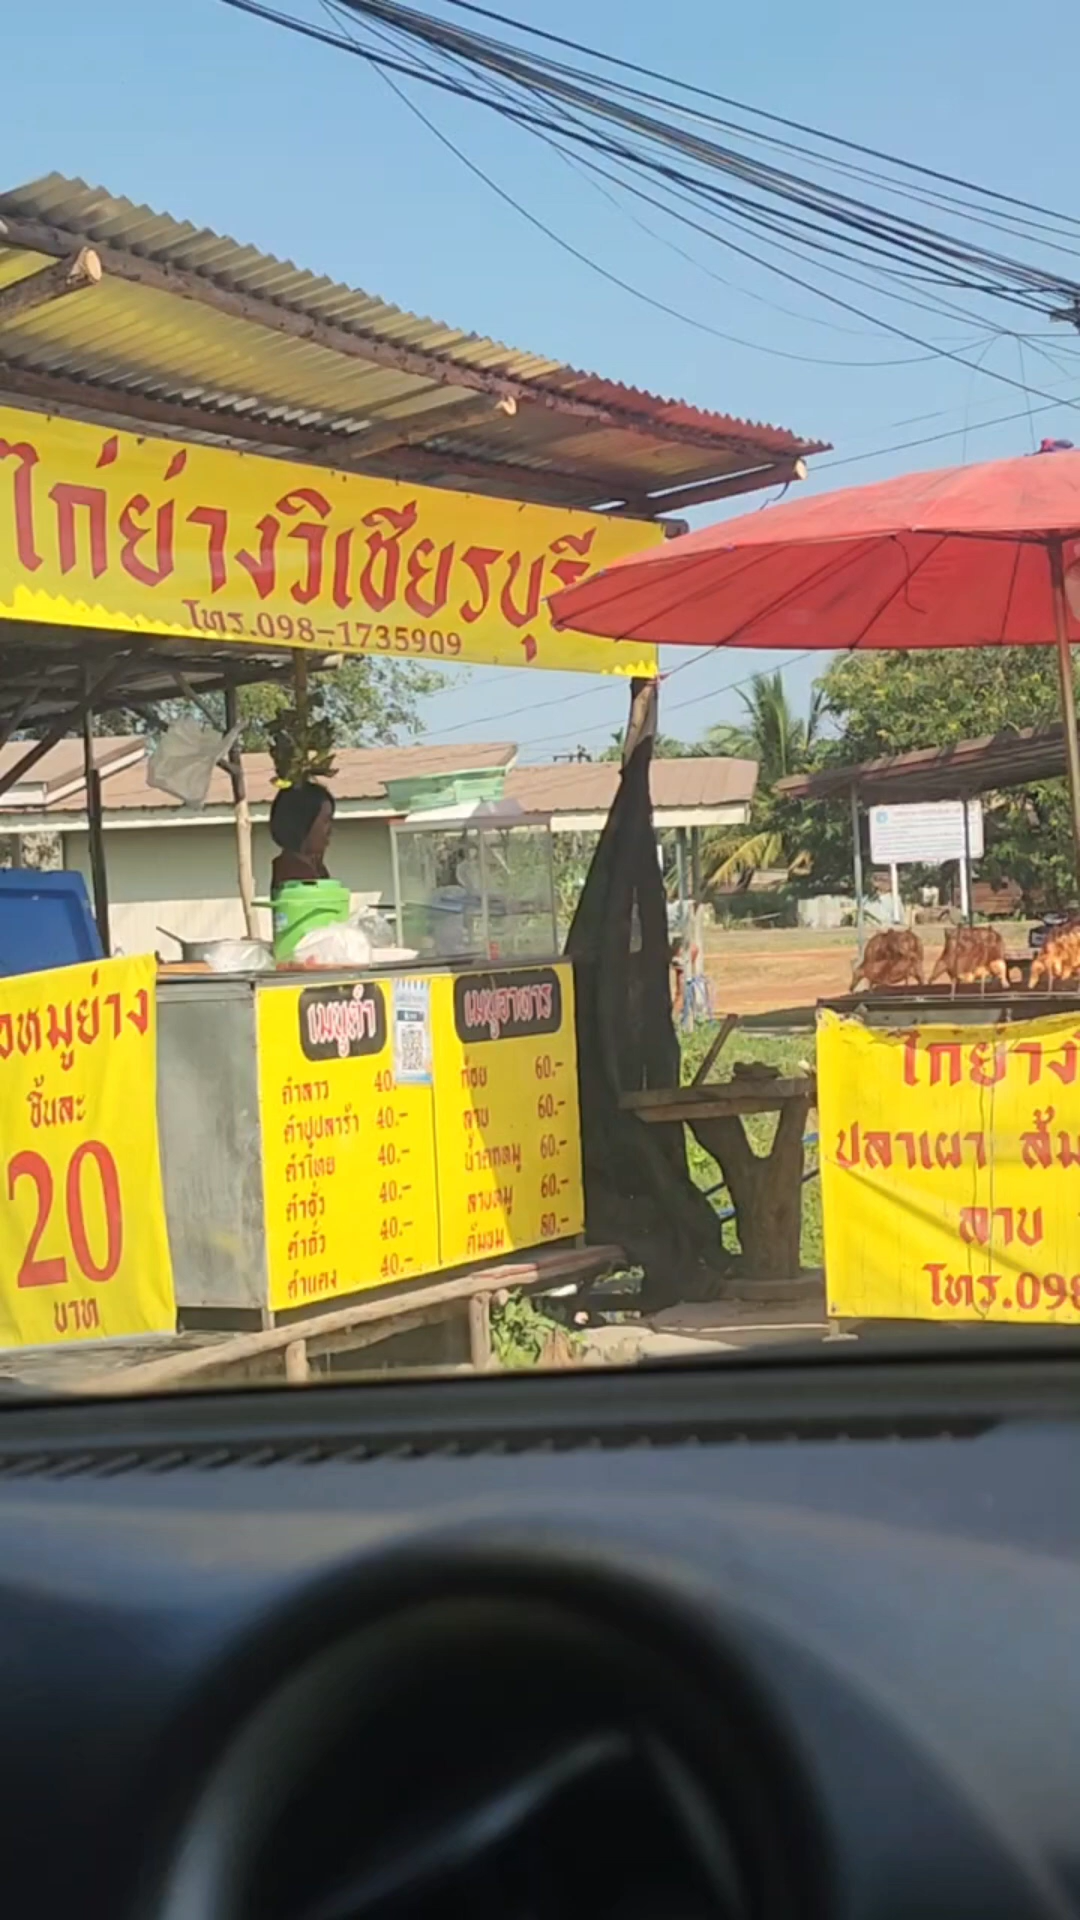 ไก่ย่างวิเชียรบุรี
โทร.098-1735909
หมูย่าง
ชิ้นละ
20
บาท
เมนูตำ
ตำลาว 40.-
ตำปูปลาร้า 40.-
ตำไทย 40.-
ตำซั่ว 40.-
ตำถั่ว 40.-
ตำแตง 40.-
เมนูอาหาร
ก้อย 60.-
ลาบ 60.-
น้ำตกหมู 60.-
ลาบหมู 60.-
ต้มขม 80.-
ไก่ย่าง
ปลาเผา ส้ม
ลาบ
โทร.098